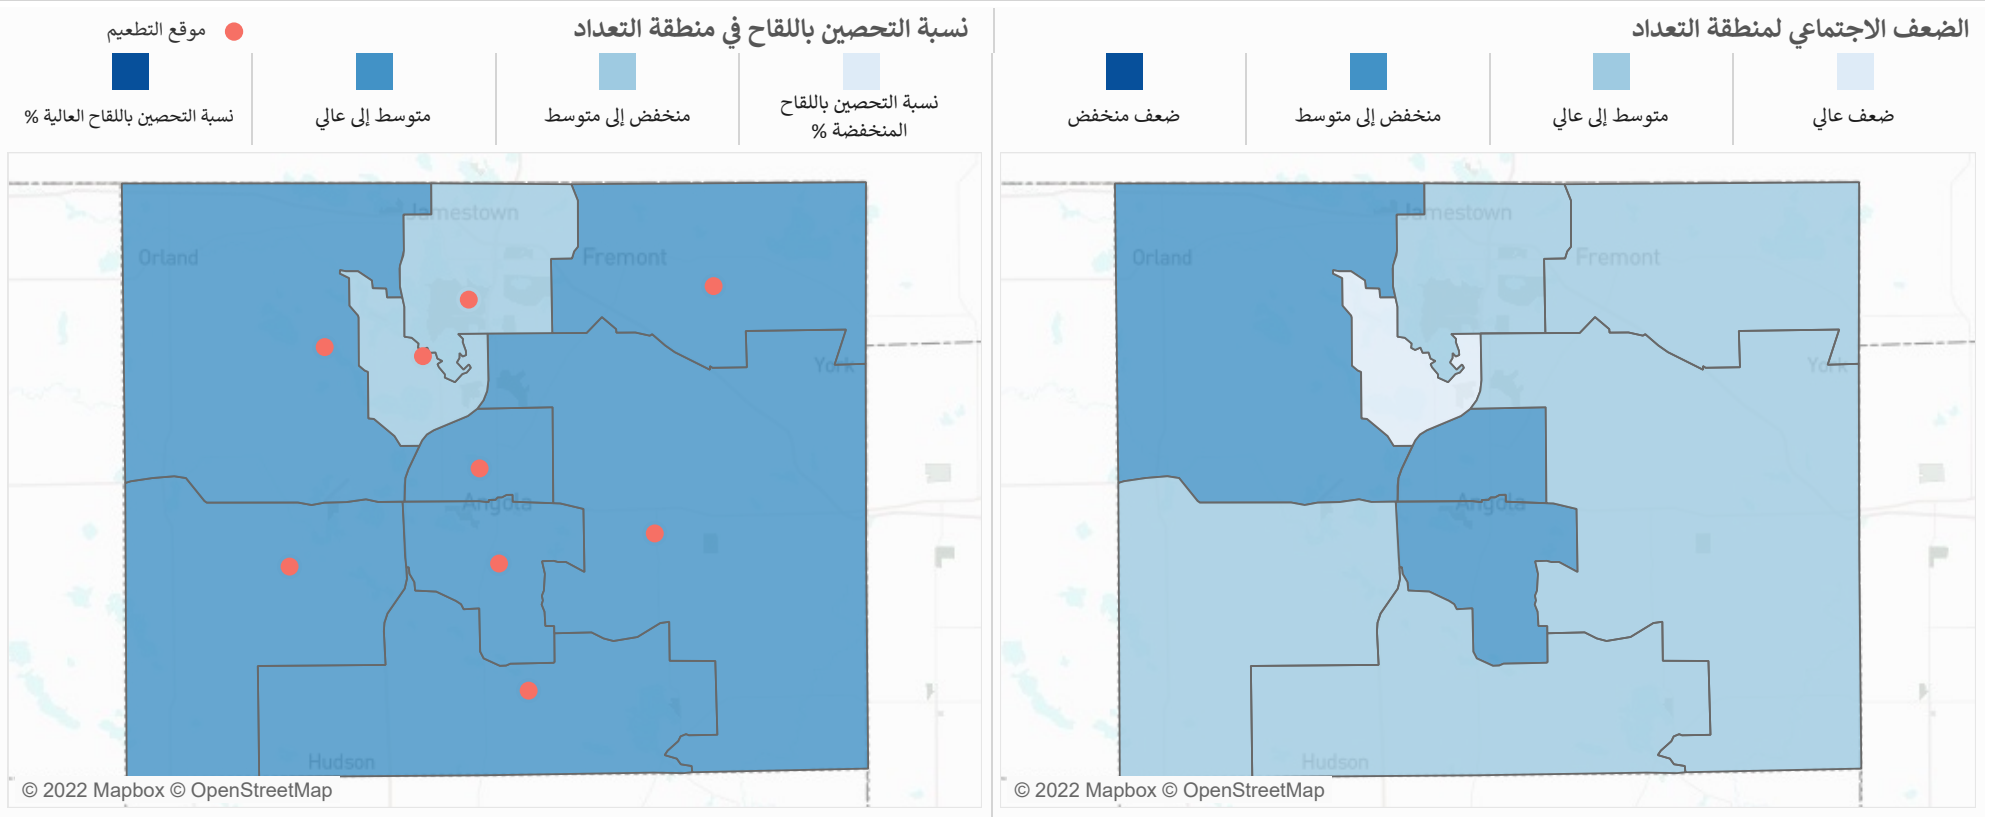 الضعف الاجتماعي لمنطقة التعداد
ضعف عالي
متوسط إلى عالي
منخفض إلى متوسط
ضعف منخفض
Jamestown
Orland
Fremont
York
Angola
Hudson
© 2022 Mapbox © OpenStreetMap
نسبة التحصين باللقاح في منطقة التعداد
موقع التطعيم
نسبة التحصين باللقاح
المنخفضة %
منخفض إلى متوسط
متوسط إلى عالي
نسبة التحصين باللقاح العالية %
Jamestown
Orland
Fremont
York
Angola
Hudson
© 2022 Mapbox © OpenStreetMap